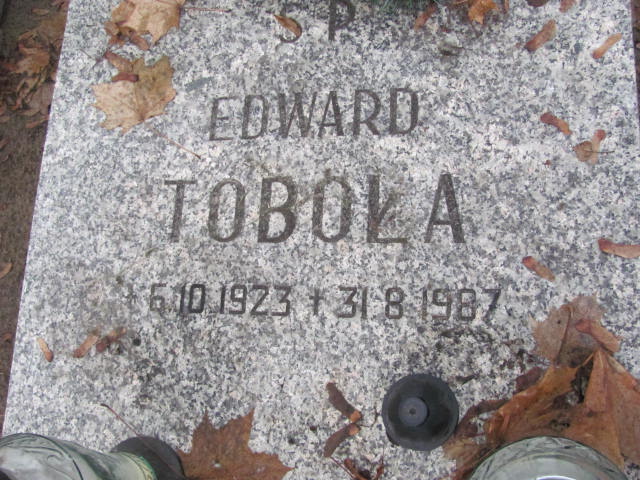 Ś P
EDWARD
TOBOŁA
* 6.10.1923 + 31 8 1987